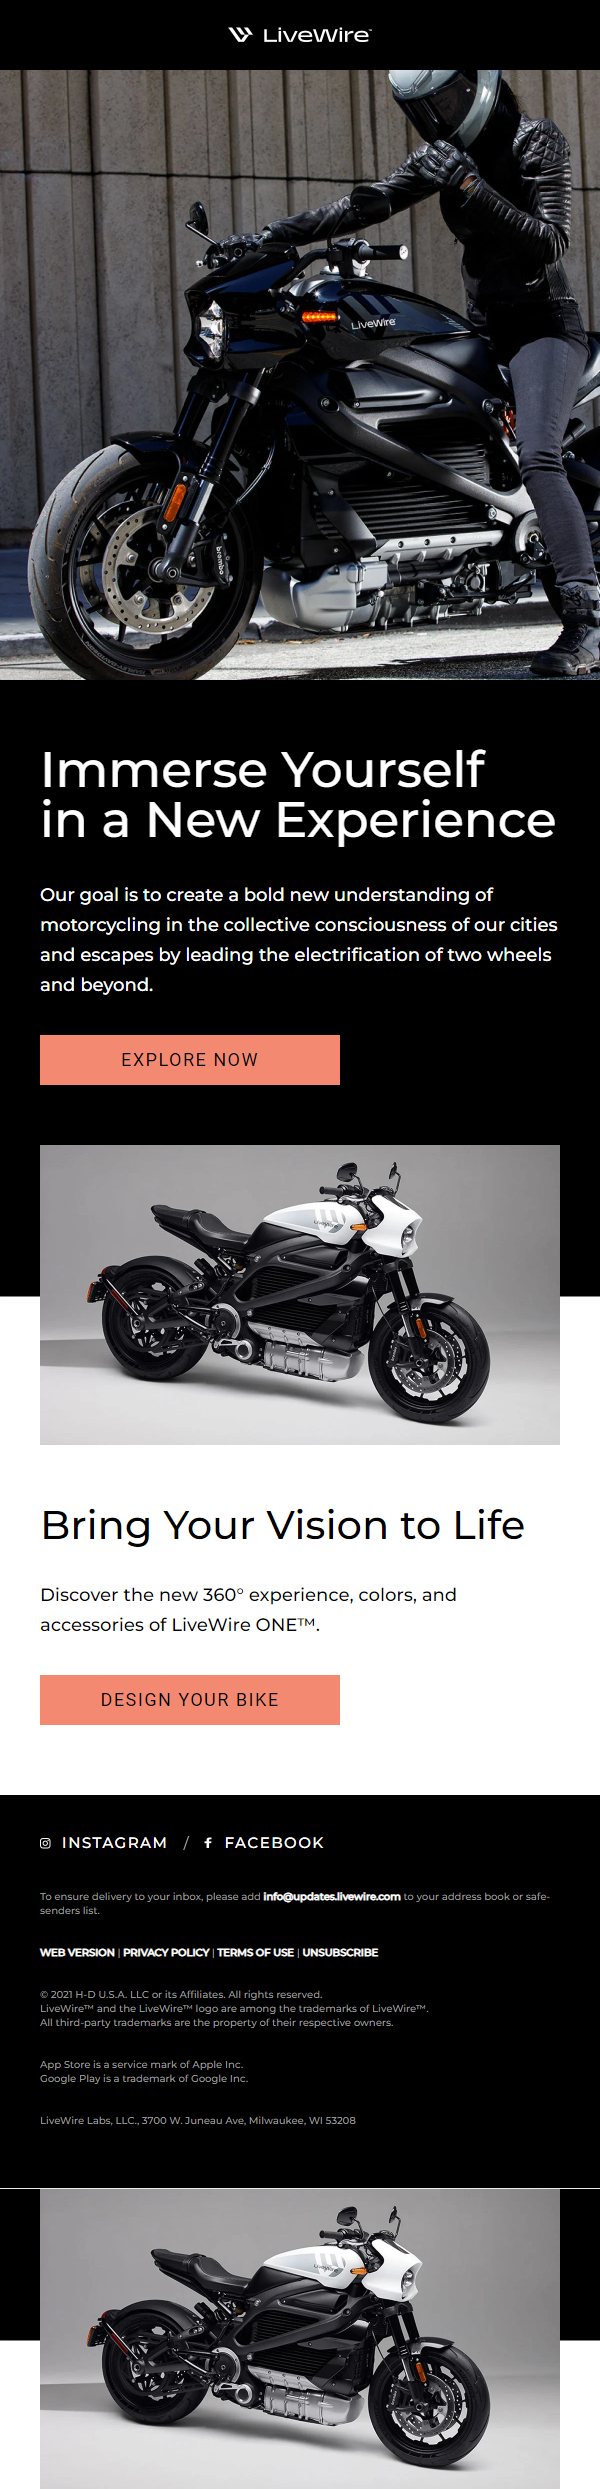 LiveWire™
LiveWire
brembo
Immerse Yourself
in a New Experience
Our goal is to create a bold new understanding of
motorcycling in the collective consciousness of our cities
and escapes by leading the electrification of two wheels
and beyond.
EXPLORE NOW
LiveWire
Bring Your Vision to Life
Discover the new 360° experience, colors, and
accessories of LiveWire ONE™.
DESIGN YOUR BIKE
INSTAGRAM / FACEBOOK
To ensure delivery to your inbox, please add info@updates.livewire.com to your address book or safe-
senders list.
WEB VERSION | PRIVACY POLICY | TERMS OF USE | UNSUBSCRIBE
© 2021 H-D U.S.A. LLC or its Affiliates. All rights reserved.
LiveWire™ and the LiveWire™ logo are among the trademarks of LiveWire™.
All third-party trademarks are the property of their respective owners.
App Store is a service mark of Apple Inc.
Google Play is a trademark of Google Inc.
LiveWire Labs, LLC., 3700 W. Juneau Ave, Milwaukee, WI 53208
LiveWire